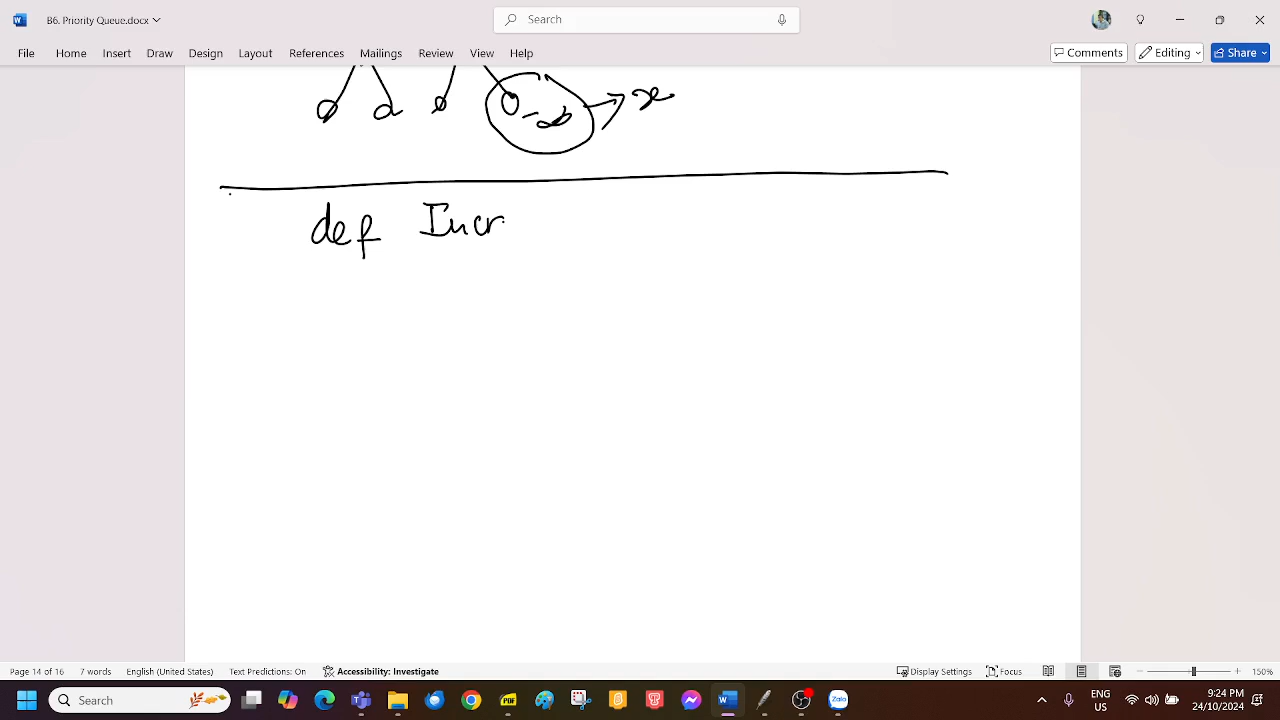 B6. Priority Queue.docx
Search
File Home Insert Draw Design Layout References Mailings Review View Help
Comments Editing Share
-∞ x
def Incr
Page 14 of 16 7 words English (United States) Text Predictions: On Accessibility: Investigate Display Settings Focus 150%
Search PDF Zalo ENG US 9:24 PM 24/10/2024